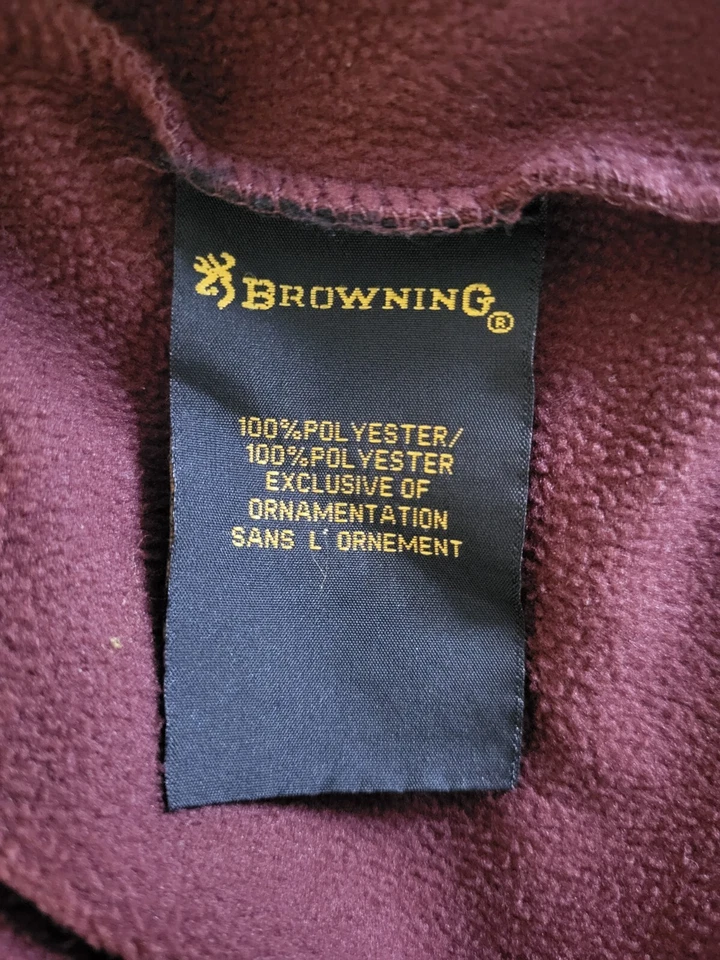 BROWNING®
100%POLYESTER/
100%POLYESTER
EXCLUSIVE OF
ORNAMENTATION
SANS L'ORNEMENT